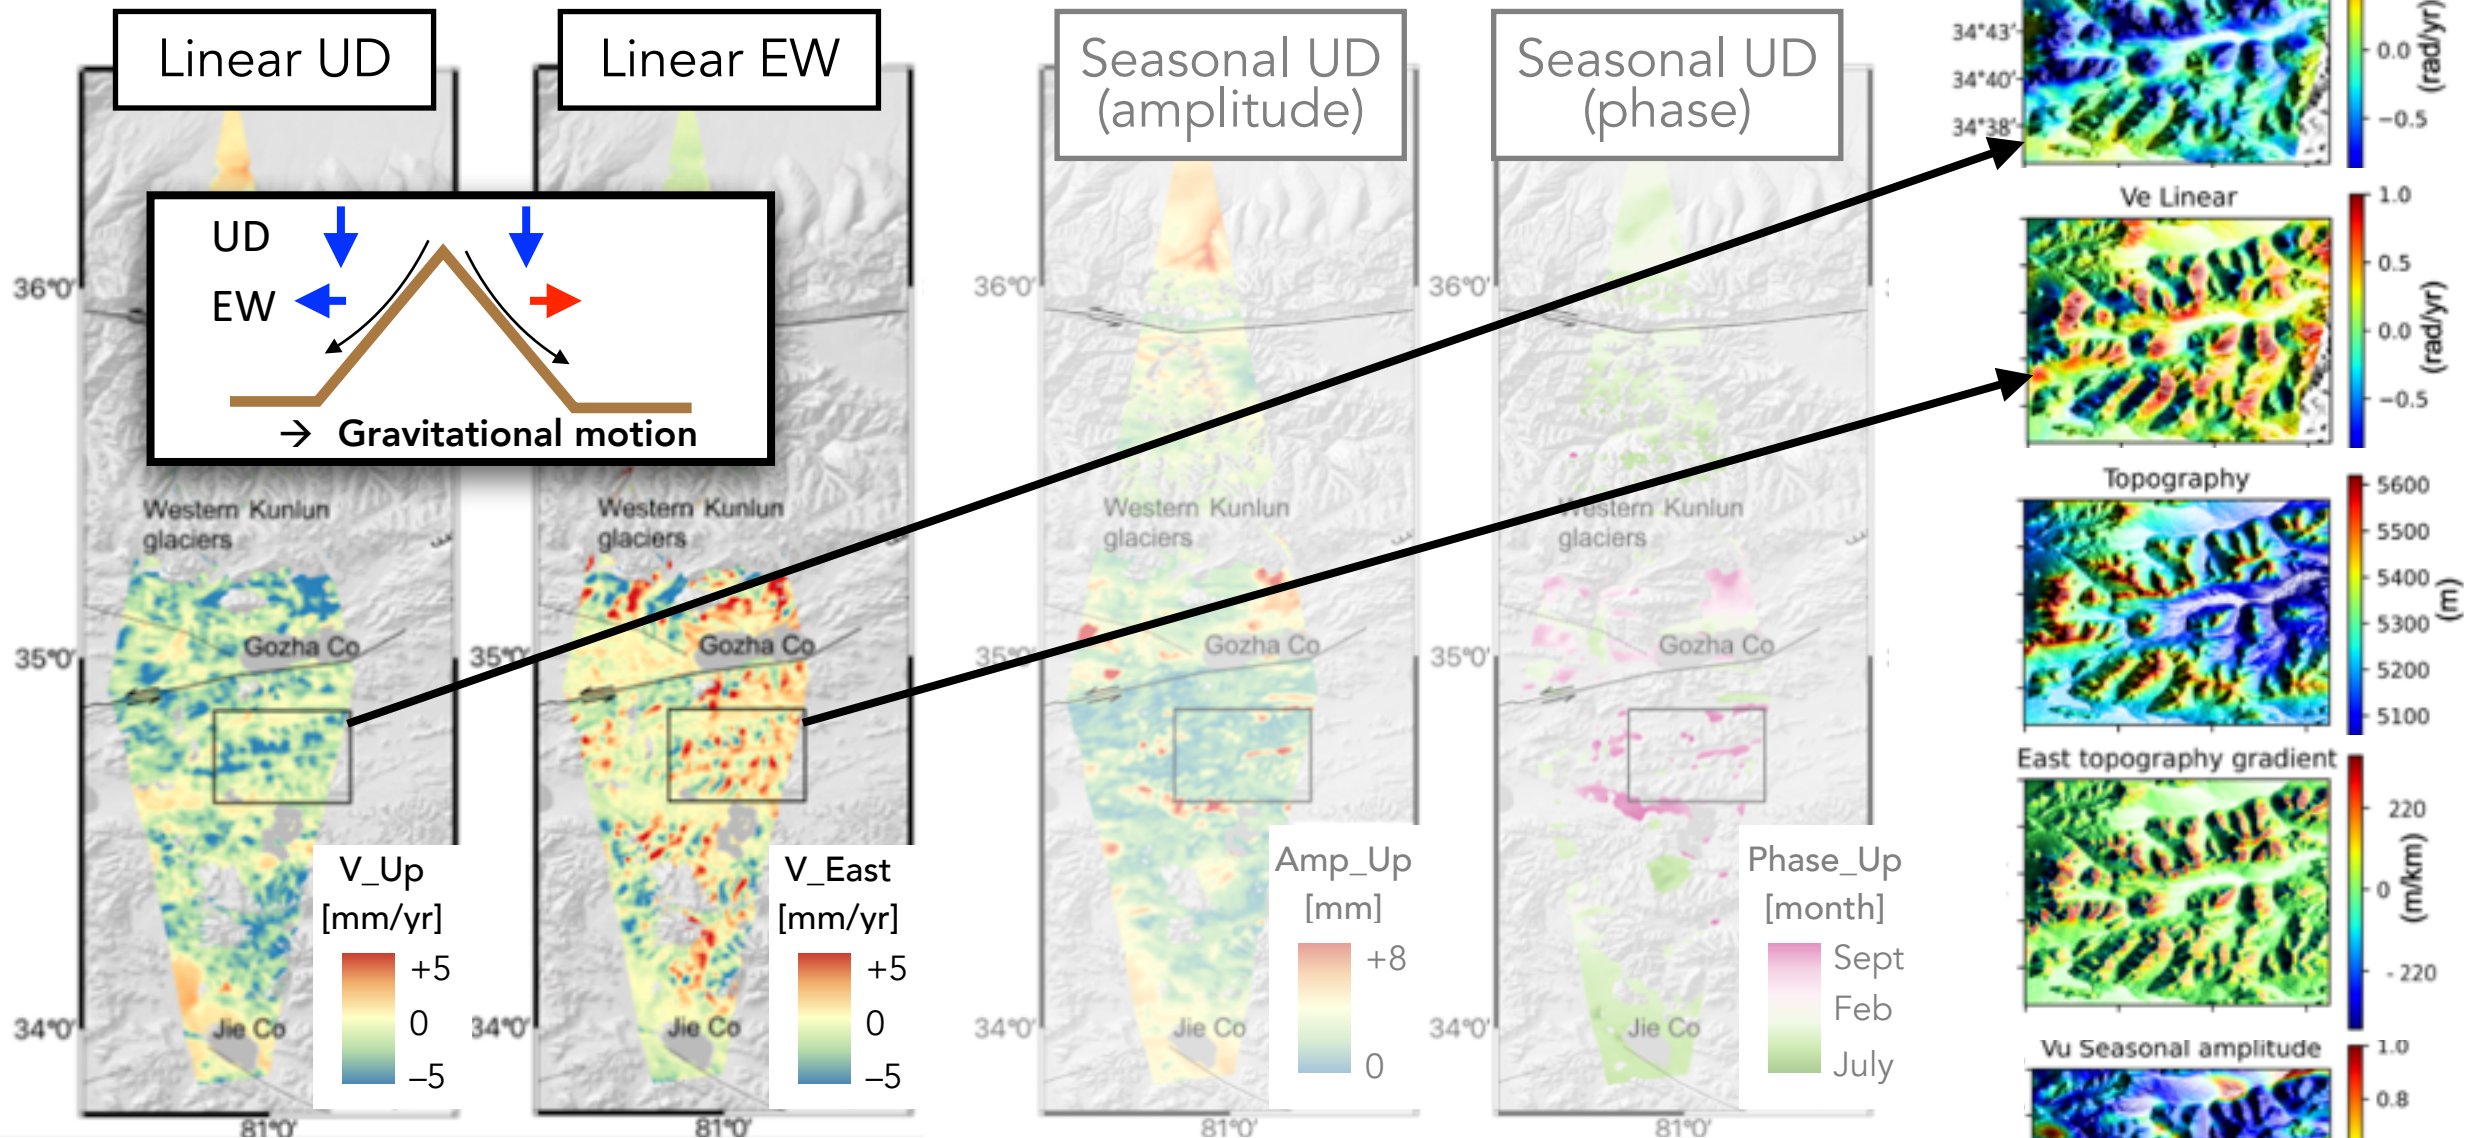 Linear UD
Linear EW
Seasonal UD
(amplitude)
Seasonal UD
(phase)
UD
EW
→ Gravitational motion
36°0′
36°0′
36°0′
Western Kunlun
glaciers
Western Kunlun
glaciers
Western Kunlun
glaciers
Western Kunlun
glaciers
Gozha Co
Gozha Co
Gozha Co
Gozha Co
35°0′
35°0′
35°0′
35°0′
V_Up
[mm/yr]
+5
0
–5
V_East
[mm/yr]
+5
0
–5
Amp_Up
[mm]
+8
0
Phase_Up
[month]
Sept
Feb
July
34°0′
34°0′
34°0′
34°0′
Jie Co
Jie Co
Jie Co
Jie Co
81°0′
81°0′
81°0′
81°0′
34°43′
34°40′
34°38′
0.0
−0.5
(rad/yr)
Ve Linear
1.0
0.5
0.0
−0.5
(rad/yr)
Topography
5600
5500
5400
5300
5200
5100
(m)
East topography gradient
220
0
- 220
(m/km)
Vu Seasonal amplitude
1.0
0.8